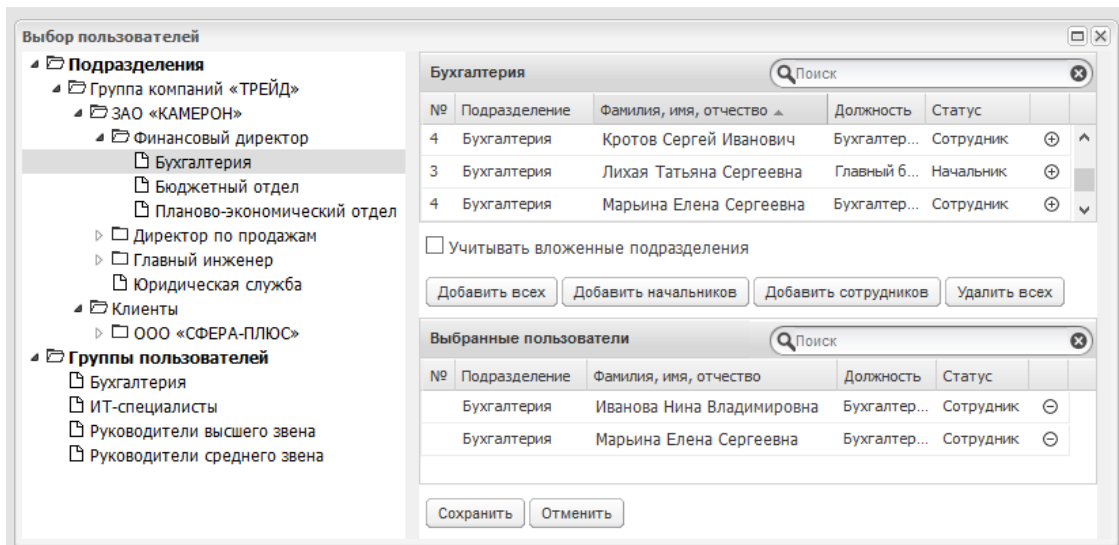 Выбор пользователей
Подразделения
Группа компаний «ТРЕЙД»
ЗАО «КАМЕРОН»
Финансовый директор
Бухгалтерия
Бюджетный отдел
Планово-экономический отдел
Директор по продажам
Главный инженер
Юридическая служба
Клиенты
ООО «СФЕРА-ПЛЮС»
Группы пользователей
Бухгалтерия
ИТ-специалисты
Руководители высшего звена
Руководители среднего звена
Бухгалтерия Поиск
№ Подразделение Фамилия, имя, отчество Должность Статус
4 Бухгалтерия Кротов Сергей Иванович Бухгалтер... Сотрудник
3 Бухгалтерия Лихая Татьяна Сергеевна Главный б... Начальник
4 Бухгалтерия Марьина Елена Сергеевна Бухгалтер... Сотрудник
Учитывать вложенные подразделения
Добавить всех Добавить начальников Добавить сотрудников Удалить всех
Выбранные пользователи Поиск
№ Подразделение Фамилия, имя, отчество Должность Статус
Бухгалтерия Иванова Нина Владимировна Бухгалтер... Сотрудник
Бухгалтерия Марьина Елена Сергеевна Бухгалтер... Сотрудник
Сохранить Отменить